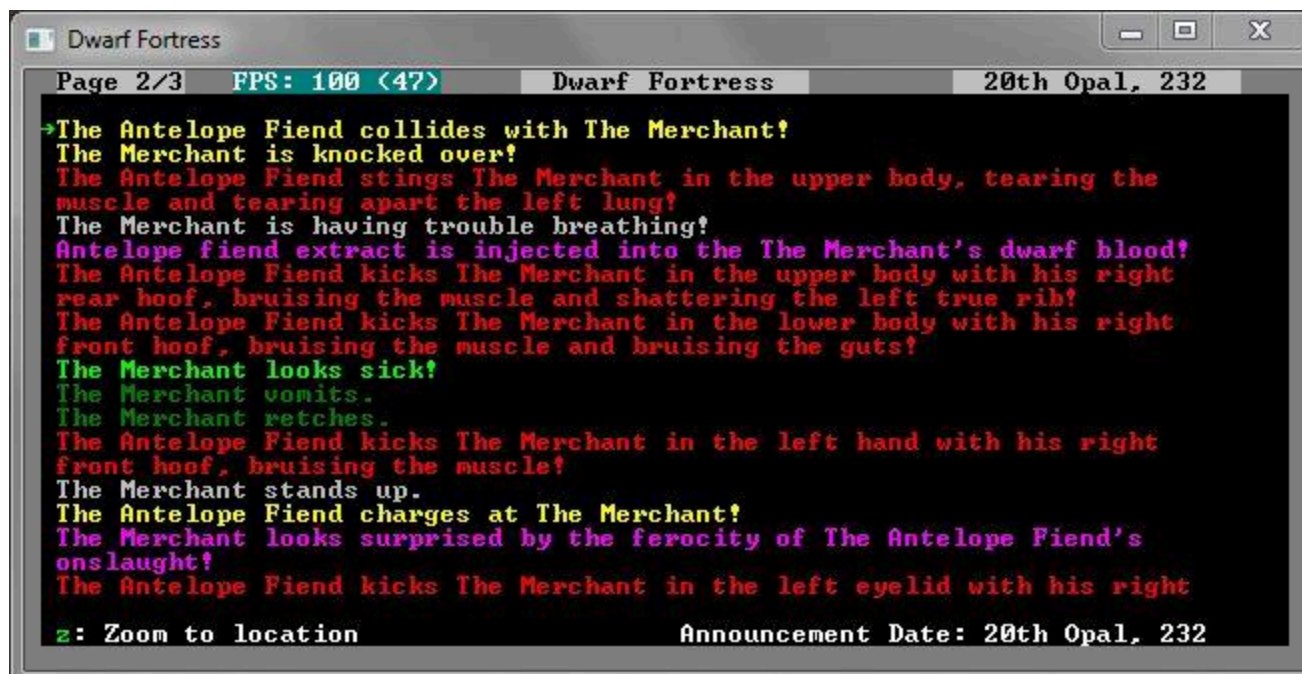 Dwarf Fortress
Page 2/3 FPS: 100 (47) Dwarf Fortress 20th Opal, 232
→The Antelope Fiend collides with The Merchant!
The Merchant is knocked over!
The Antelope Fiend stings The Merchant in the upper body, tearing the
muscle and tearing apart the left lung!
The Merchant is having trouble breathing!
Antelope fiend extract is injected into the The Merchant's dwarf blood!
The Antelope Fiend kicks The Merchant in the upper body with his right
rear hoof, bruising the muscle and shattering the left true rib!
The Antelope Fiend kicks The Merchant in the lower body with his right
front hoof, bruising the muscle and bruising the guts!
The Merchant looks sick!
The Merchant vomits.
The Merchant retches.
The Antelope Fiend kicks The Merchant in the left hand with his right
front hoof, bruising the muscle!
The Merchant stands up.
The Antelope Fiend charges at The Merchant!
The Merchant looks surprised by the ferocity of The Antelope Fiend's
onslaught!
The Antelope Fiend kicks The Merchant in the left eyelid with his right
z: Zoom to location Announcement Date: 20th Opal, 232